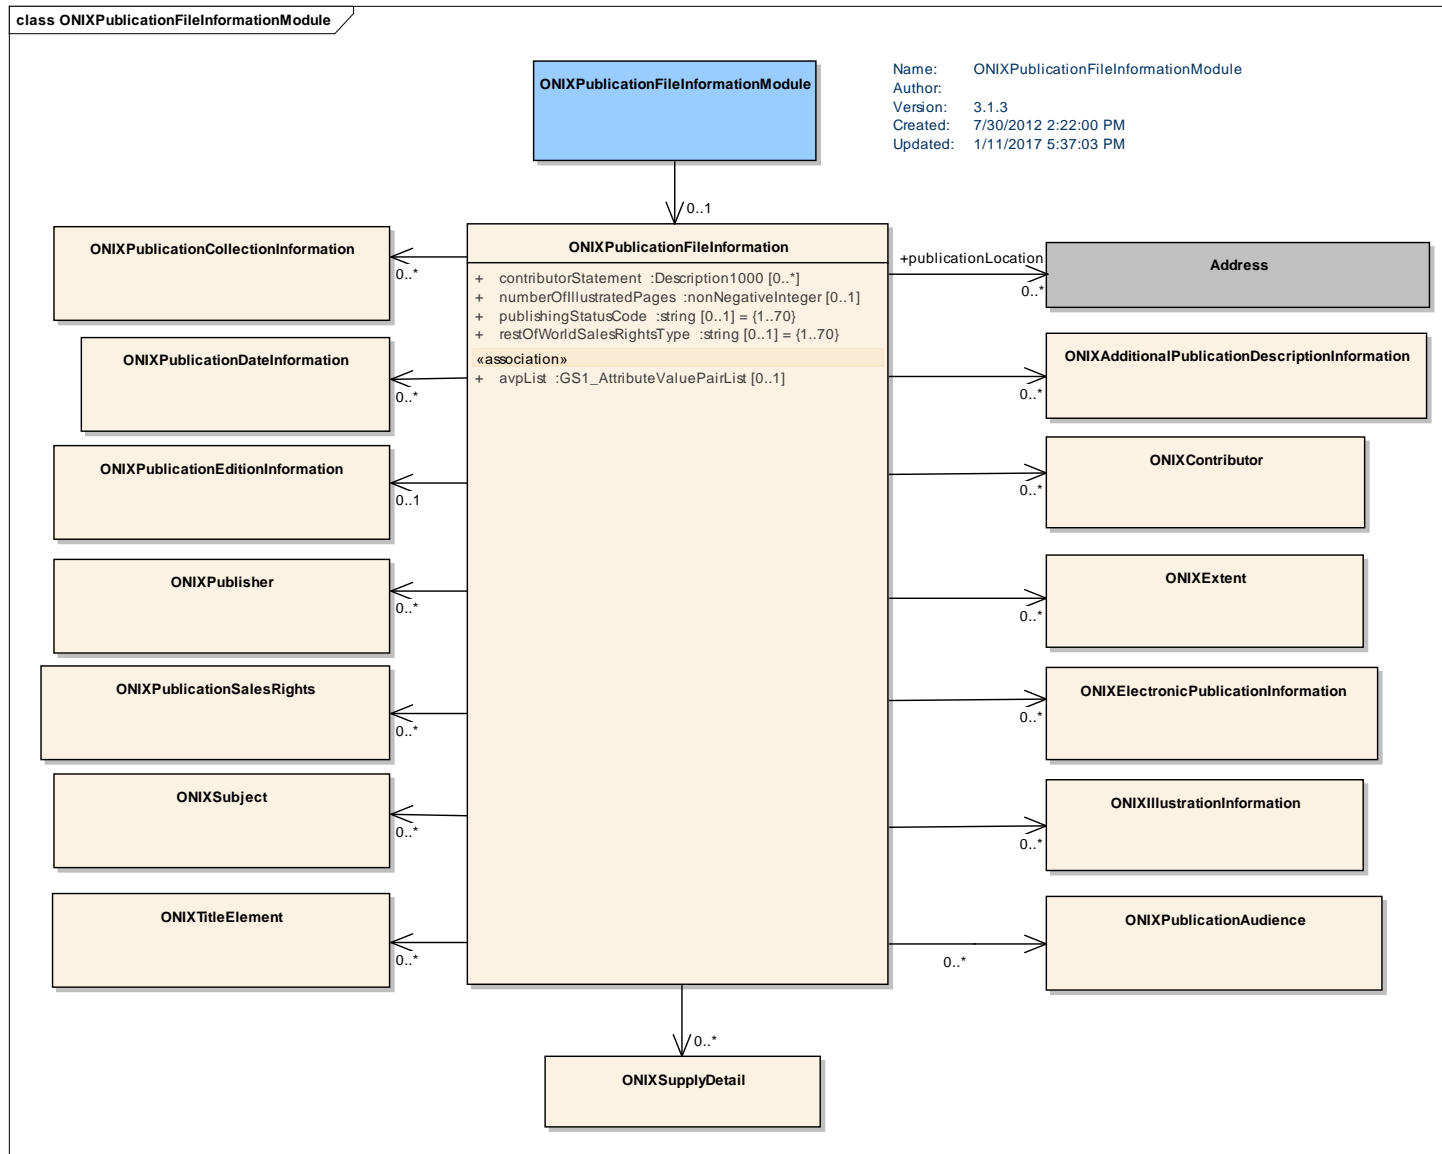 class ONIXPublicationFileInformationModule
ONIXPublicationFileInformationModule
Name: ONIXPublicationFileInformationModule
Author:
Version: 3.1.3
Created: 7/30/2012 2:22:00 PM
Updated: 1/11/2017 5:37:03 PM
0..1
ONIXPublicationFileInformation
+ contributorStatement :Description1000 [0..*]
+ numberOfIllustratedPages :nonNegativeInteger [0..1]
+ publishingStatusCode :string [0..1] = {1..70}
+ restOfWorldSalesRightsType :string [0..1] = {1..70}
«association»
+ avpList :GS1_AttributeValuePairList [0..1]
ONIXPublicationCollectionInformation
0..*
ONIXPublicationDateInformation
0..*
ONIXPublicationEditionInformation
0..1
ONIXPublisher
0..*
ONIXPublicationSalesRights
0..*
ONIXSubject
0..*
ONIXTitleElement
0..*
+publicationLocation
0..*
Address
ONIXAdditionalPublicationDescriptionInformation
0..*
ONIXContributor
0..*
ONIXExtent
0..*
ONIXElectronicPublicationInformation
0..*
ONIXIllustrationInformation
0..*
ONIXPublicationAudience
0..*
0..*
ONIXSupplyDetail